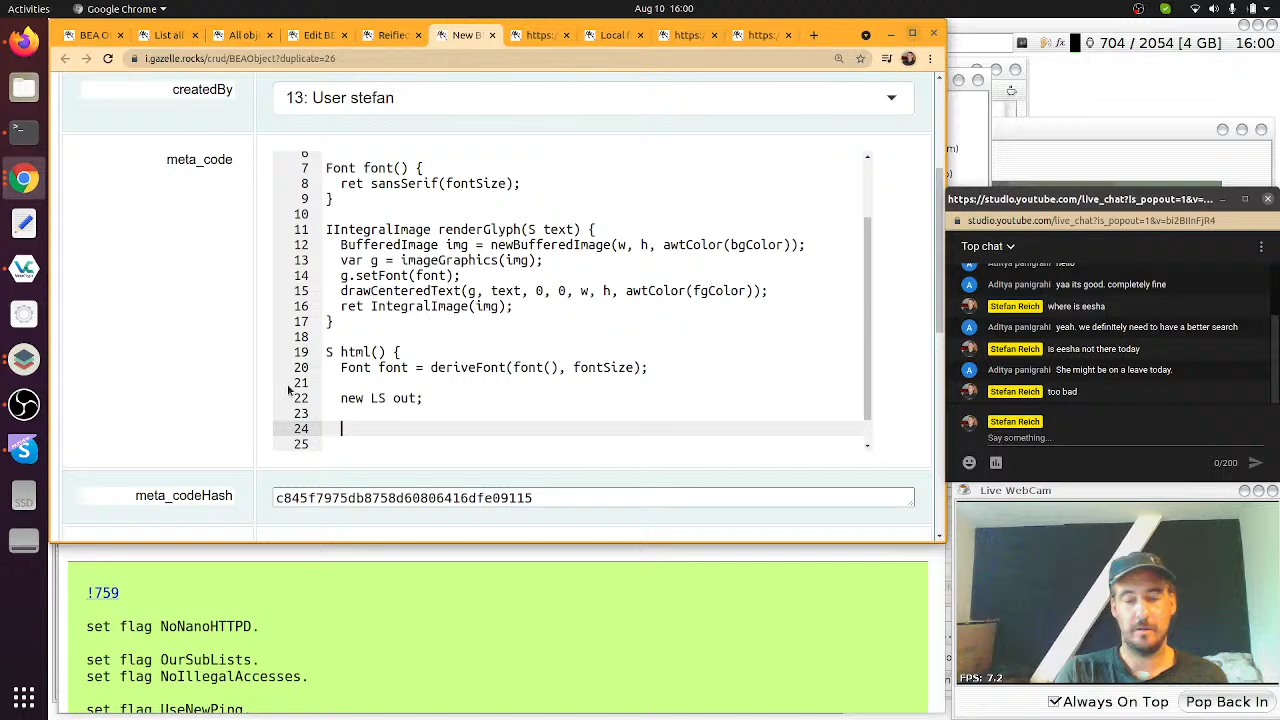 Activities
Google Chrome
Aug 10 16:00
BEA O
List all
All obje
Edit BE
Reified
New B
https:
Local f
https:/
https:/
704 / 2054 [4 GB]
16:00
i.gazelle.rocks/crud/BEAObject?duplicate=26
createdBy
13: User stefan
meta_code
6
7 Font font() {
8 ret sansSerif(fontSize);
9 }
10
11 IIntegralImage renderGlyph(S text) {
12 BufferedImage img = newBufferedImage(w, h, awtColor(bgColor));
13 var g = imageGraphics(img);
14 g.setFont(font);
15 drawCenteredText(g, text, 0, 0, w, h, awtColor(fgColor));
16 ret IntegralImage(img);
17 }
18
19 S html() {
20 Font font = deriveFont(font(), fontSize);
21
22 new LS out;
23
24
25
meta_codeHash
c845f7975db8758d60806416dfe09115
!759
set flag NoNanoHTTPD.
set flag OurSubLists.
set flag NoIllegalAccesses.
set flag UseNewPing
https://studio.youtube.com/live_chat?is_popout=1&v=...
studio.youtube.com/live_chat?is_popout=1&v=bi2BIInFjR4
Top chat
Aditya panigrahi hello
Aditya panigrahi yaa its good. completely fine
Stefan Reich where is eesha
Aditya panigrahi yeah. we definitely need to have a better search
Stefan Reich Is eesha not there today
Aditya panigrahi She might be on a leave today.
Stefan Reich too bad
Stefan Reich
Say something...
0/200
Live WebCam
FPS: 7.2
Always On Top
Pop Back In
SSD